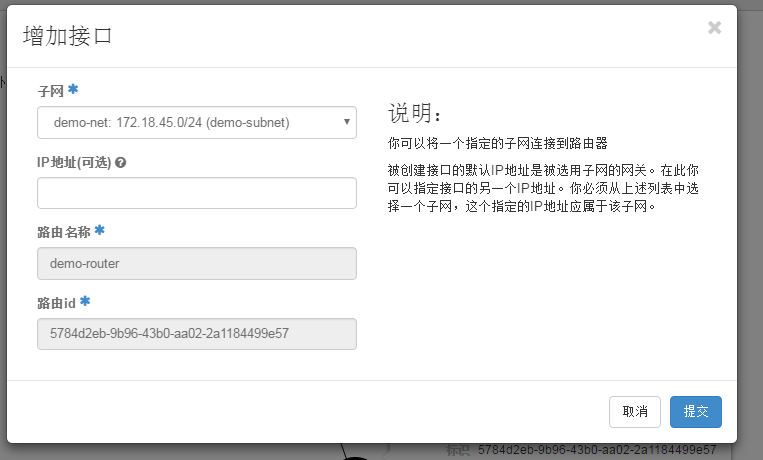 增加接口
×
子网 *
demo-net: 172.18.45.0/24 (demo-subnet)
IP地址(可选)
路由名称 *
demo-router
路由id *
5784d2eb-9b96-43b0-aa02-2a1184499e57
说明：
你可以将一个指定的子网连接到路由器
被创建接口的默认IP地址是被选用子网的网关。在此你
可以指定接口的另一个IP地址。你必须从上述列表中选
择一个子网，这个指定的IP地址应属于该子网。
取消
提交
标识 5784d2eb-9b96-43b0-aa02-2a1184499e57